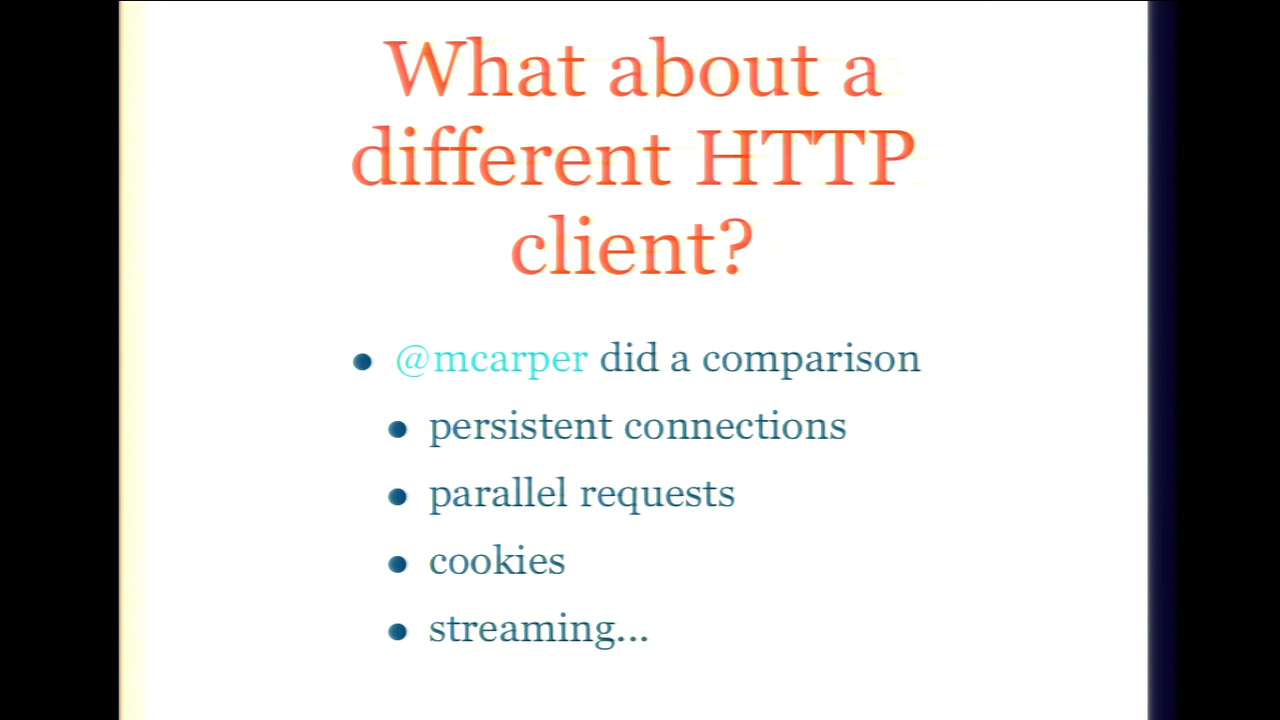 What about a
different HTTP
client?
@mcarper did a comparison
persistent connections
parallel requests
cookies
streaming...